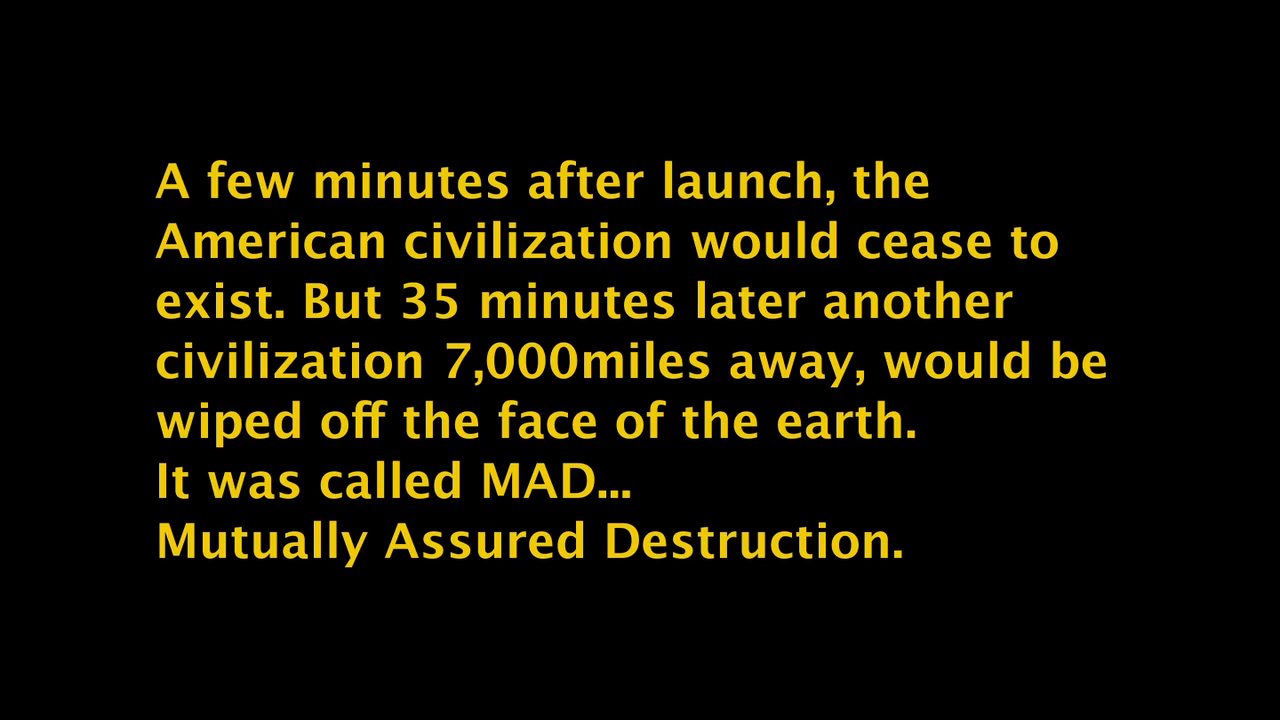 A few minutes after launch, the
American civilization would cease to
exist. But 35 minutes later another
civilization 7,000miles away, would be
wiped off the face of the earth.
It was called MAD...
Mutually Assured Destruction.